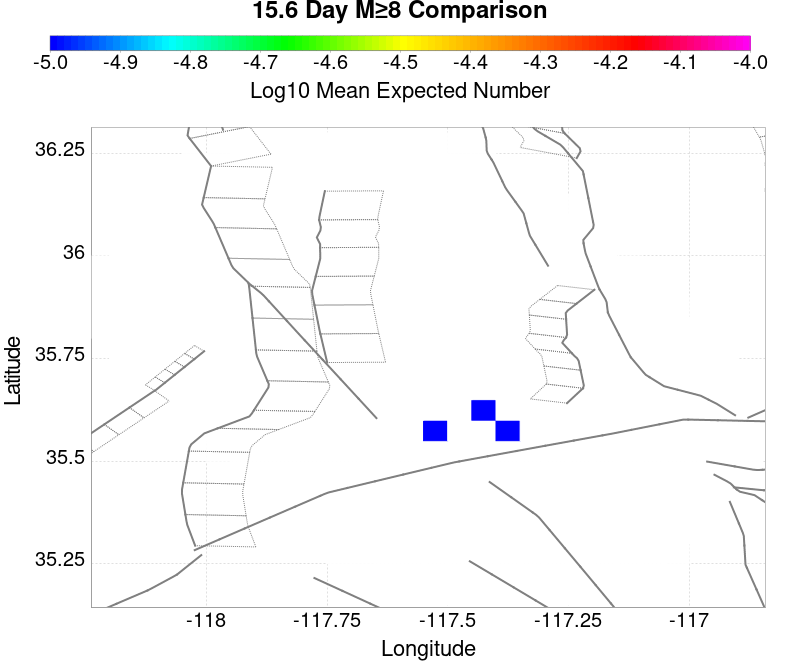 15.6 Day M≥8 Comparison
-5.0 -4.9 -4.8 -4.7 -4.6 -4.5 -4.4 -4.3 -4.2 -4.1 -4.0
Log10 Mean Expected Number
36.25
36
35.75
35.5
35.25
Latitude
-118 -117.75 -117.5 -117.25 -117
Longitude